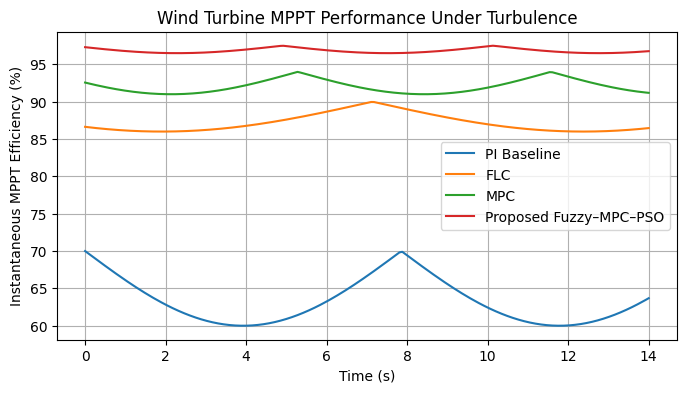 Wind Turbine MPPT Performance Under Turbulence
Instantaneous MPPT Efficiency (%)
95
90
85
80
75
70
65
60
PI Baseline
FLC
MPC
Proposed Fuzzy–MPC–PSO
0 2 4 6 8 10 12 14
Time (s)